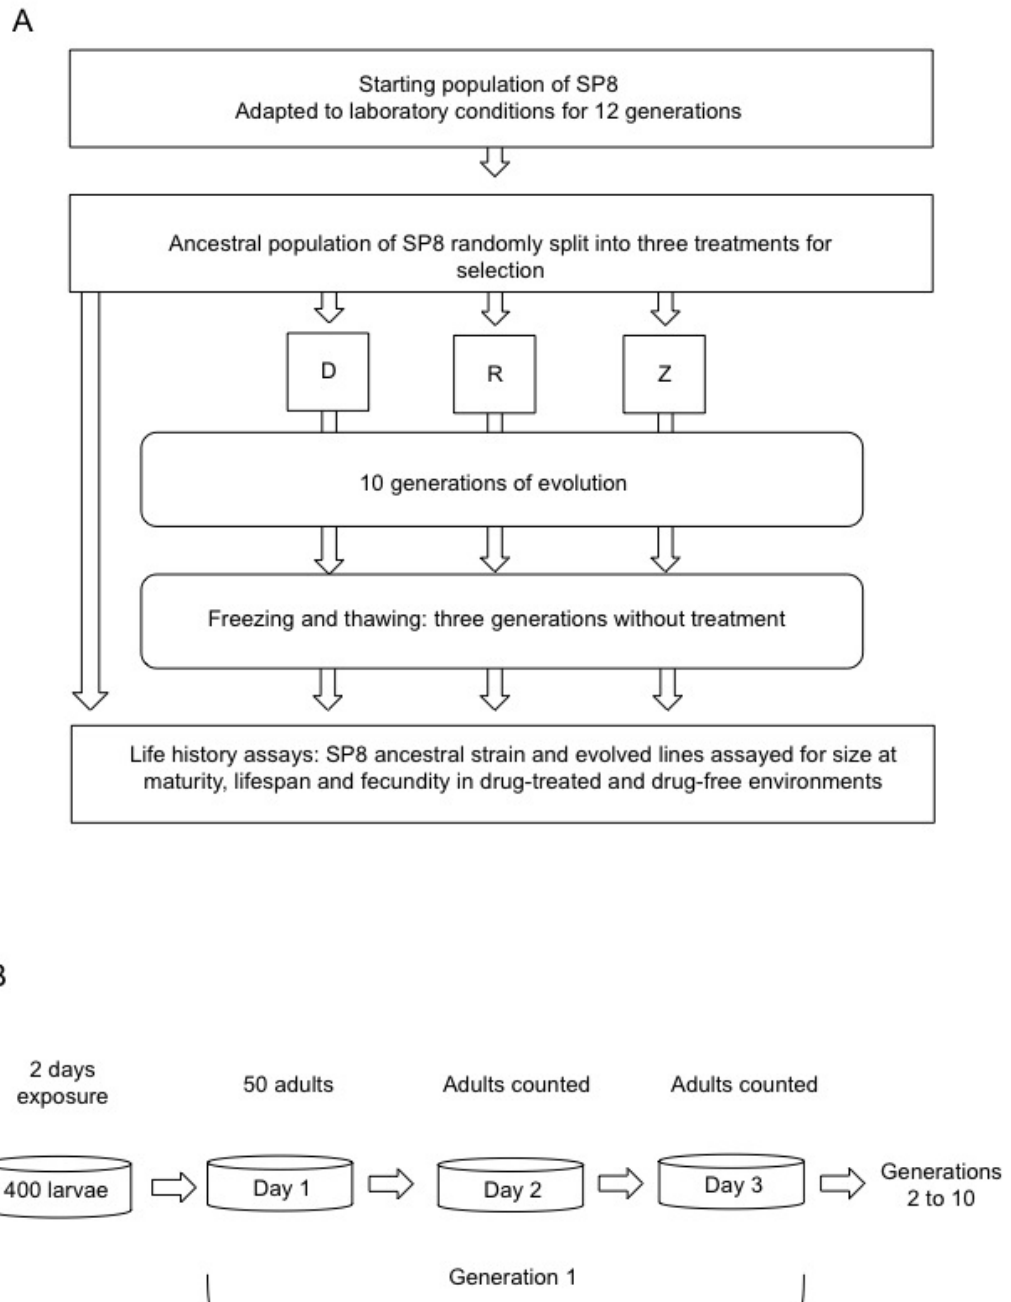 A
Starting population of SP8
Adapted to laboratory conditions for 12 generations
Ancestral population of SP8 randomly split into three treatments for
selection
D
R
Z
10 generations of evolution
Freezing and thawing: three generations without treatment
Life history assays: SP8 ancestral strain and evolved lines assayed for size at
maturity, lifespan and fecundity in drug-treated and drug-free environments
B
2 days
exposure
50 adults
Adults counted
Adults counted
400 larvae
Day 1
Day 2
Day 3
Generations
2 to 10
Generation 1